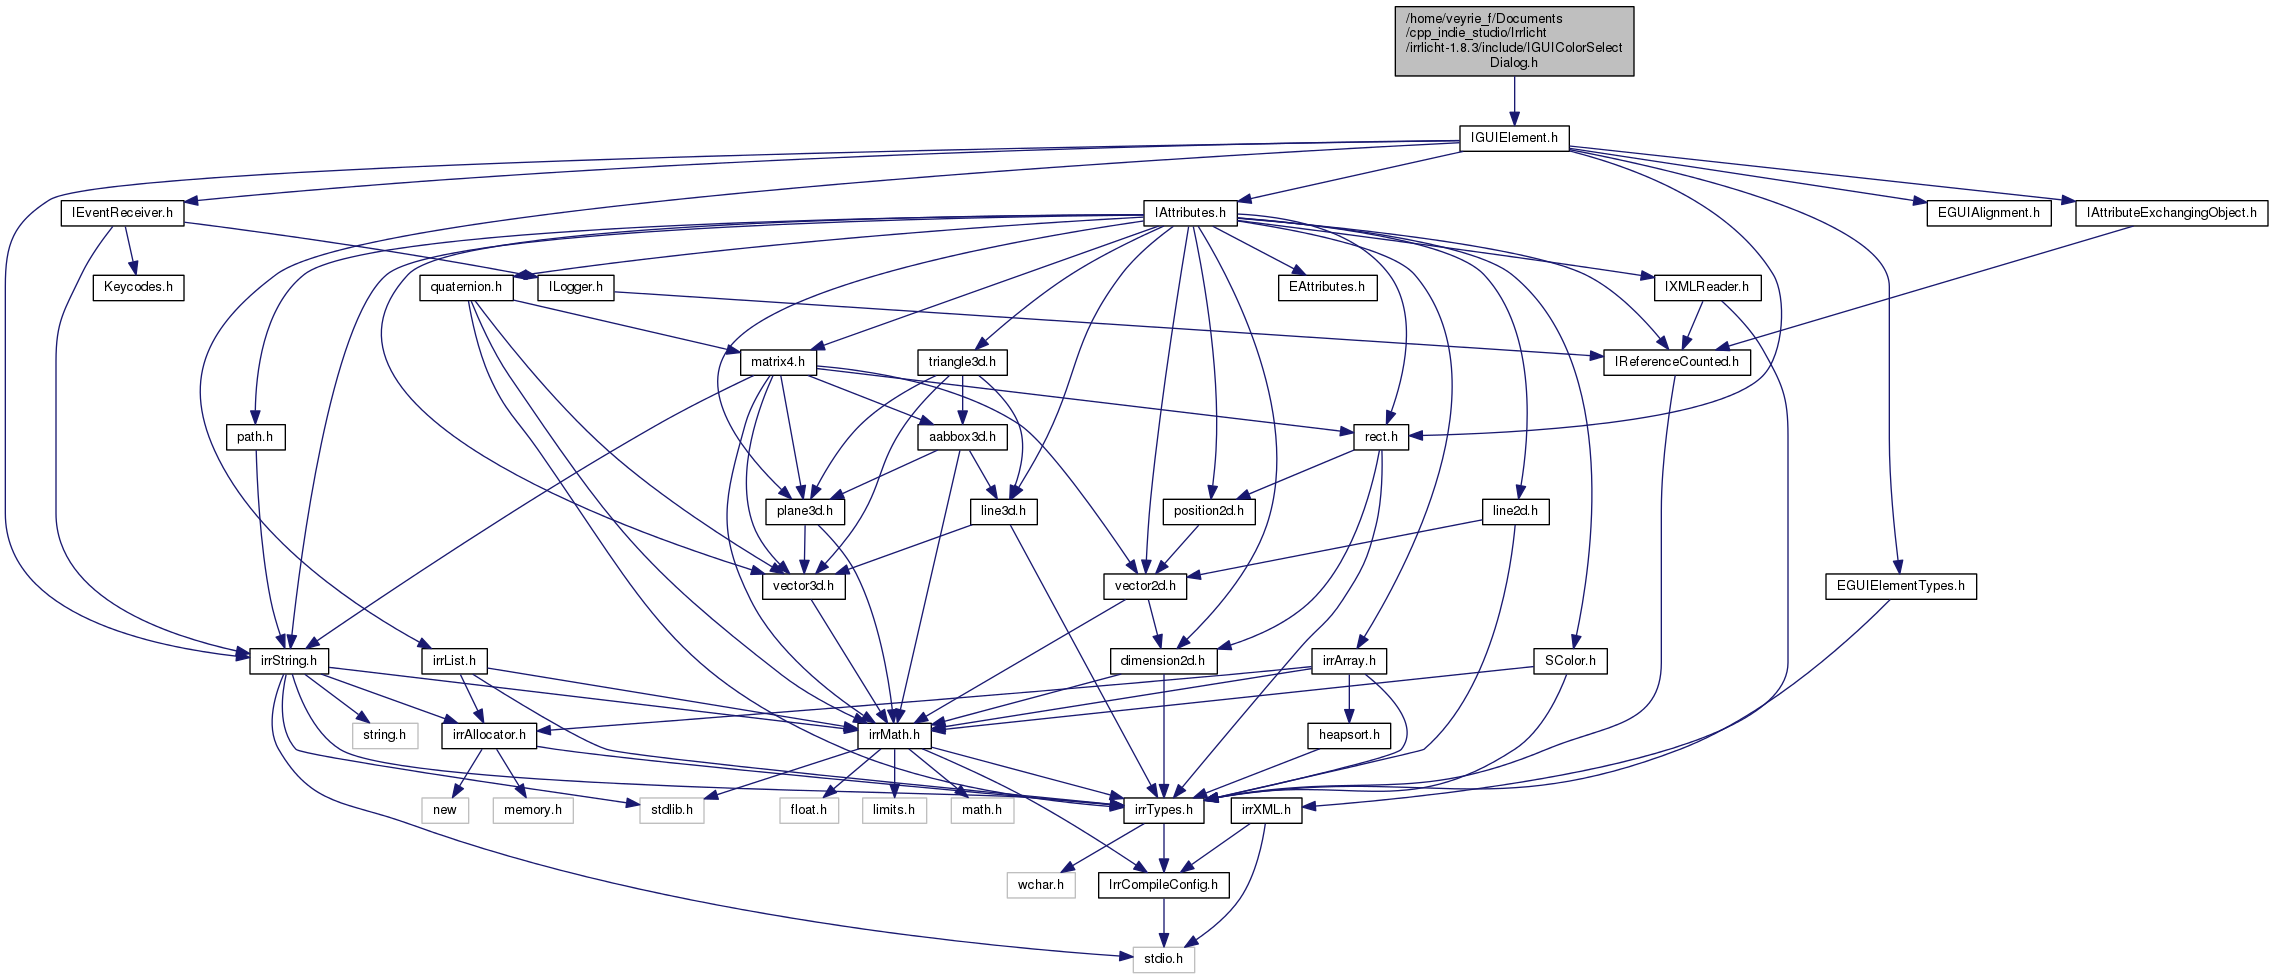 /home/veyrie_f/Documents
/cpp_indie_studio/Irrlicht
/irrlicht-1.8.3/include/IGUIColorSelect
Dialog.h
IGUIElement.h
IEventReceiver.h
IAttributes.h
EGUIAlignment.h
IAttributeExchangingObject.h
Keycodes.h
quaternion.h
ILogger.h
EAttributes.h
IXMLReader.h
matrix4.h
triangle3d.h
IReferenceCounted.h
path.h
aabbox3d.h
rect.h
plane3d.h
line3d.h
position2d.h
line2d.h
vector3d.h
vector2d.h
EGUIElementTypes.h
irrString.h
irrList.h
dimension2d.h
irrArray.h
SColor.h
string.h
irrAllocator.h
irrMath.h
heapsort.h
new
memory.h
stdlib.h
float.h
limits.h
math.h
irrTypes.h
irrXML.h
wchar.h
IrrCompileConfig.h
stdio.h